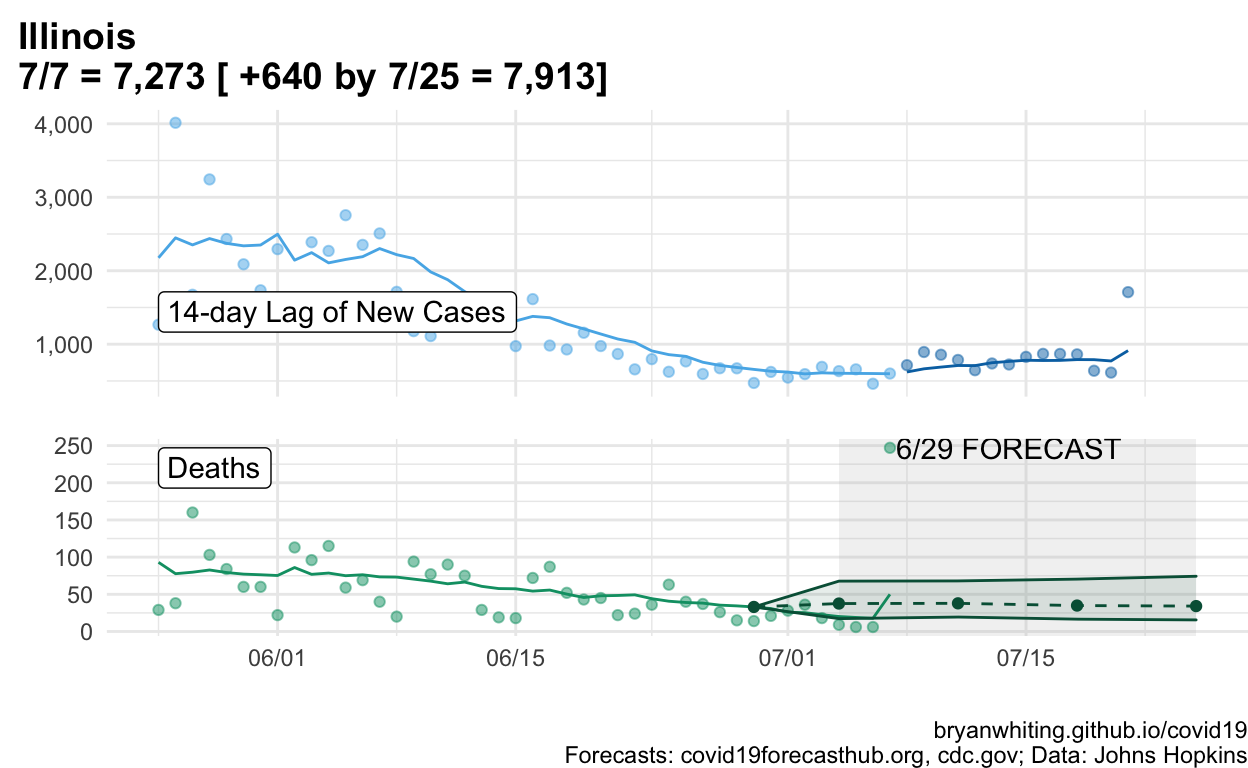 Illinois
7/7 = 7,273 [ +640 by 7/25 = 7,913]
4,000
3,000
2,000
1,000
14-day Lag of New Cases
250
200
150
100
50
0
Deaths
6/29 FORECAST
06/01
06/15
07/01
07/15
bryanwhiting.github.io/covid19
Forecasts: covid19forecasthub.org, cdc.gov; Data: Johns Hopkins